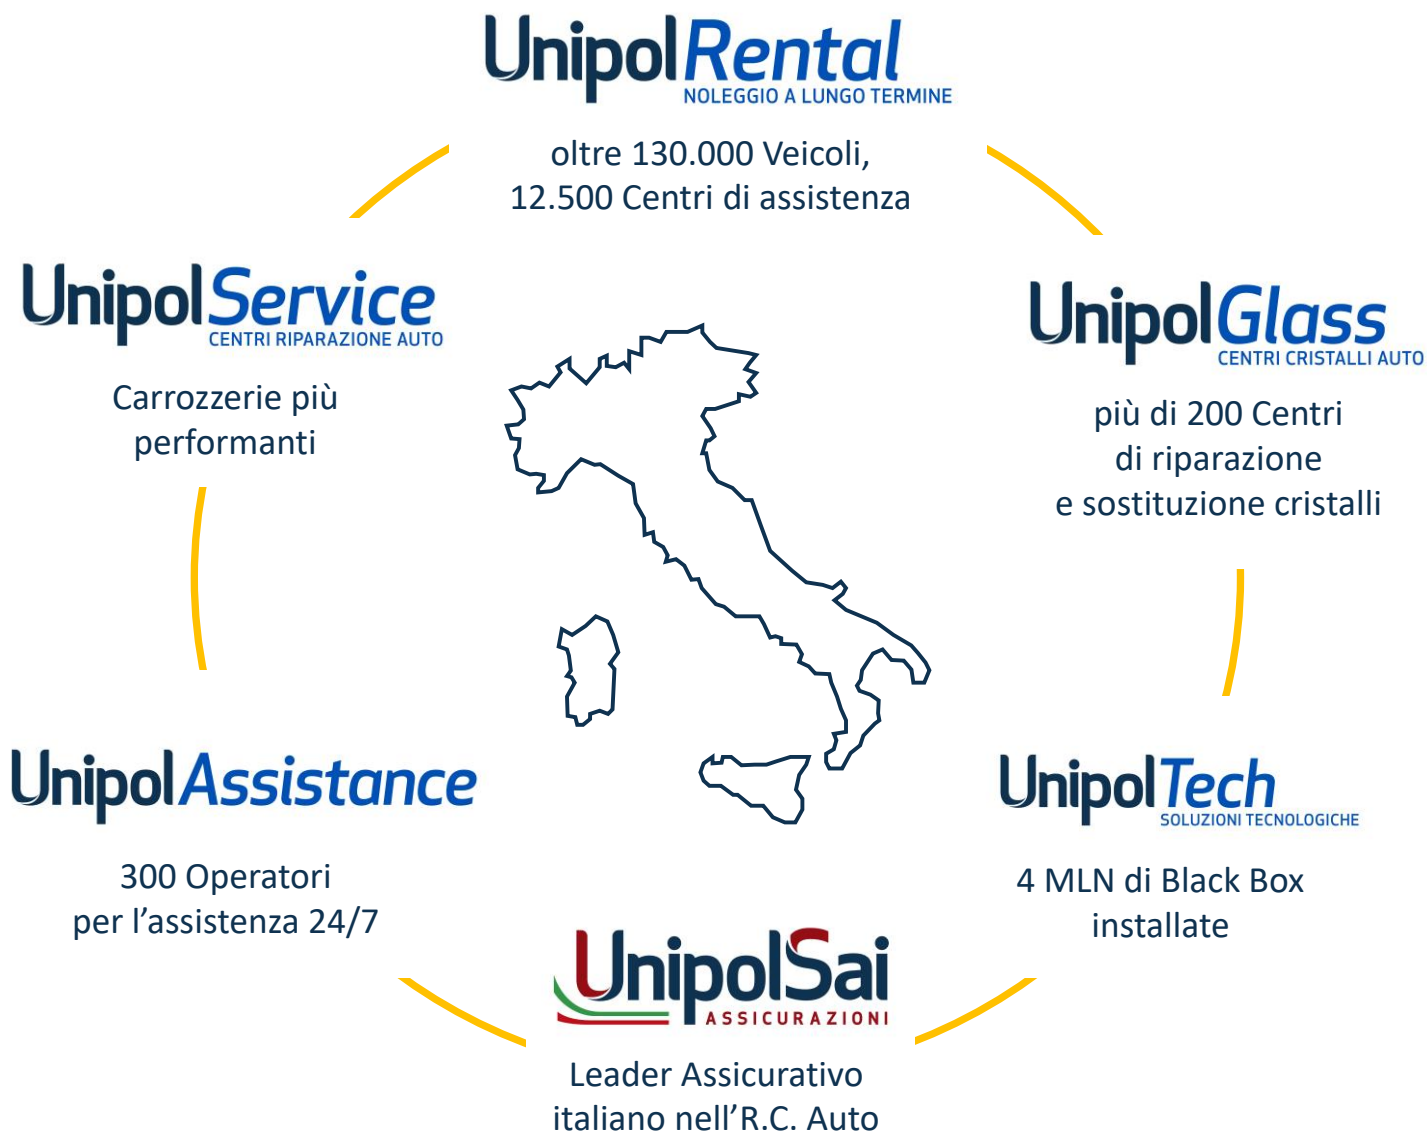 UnipolRental
NOLEGGIO A LUNGO TERMINE
oltre 130.000 Veicoli,
12.500 Centri di assistenza
UnipolService
CENTRI RIPARAZIONE AUTO
Carrozzerie più
performanti
UnipolGlass
CENTRI CRISTALLI AUTO
più di 200 Centri
di riparazione
e sostituzione cristalli
UnipolAssistance
300 Operatori
per l’assistenza 24/7
UnipolTech
SOLUZIONI TECNOLOGICHE
4 MLN di Black Box
installate
UnipolSai
ASSICURAZIONI
Leader Assicurativo
italiano nell’R.C. Auto